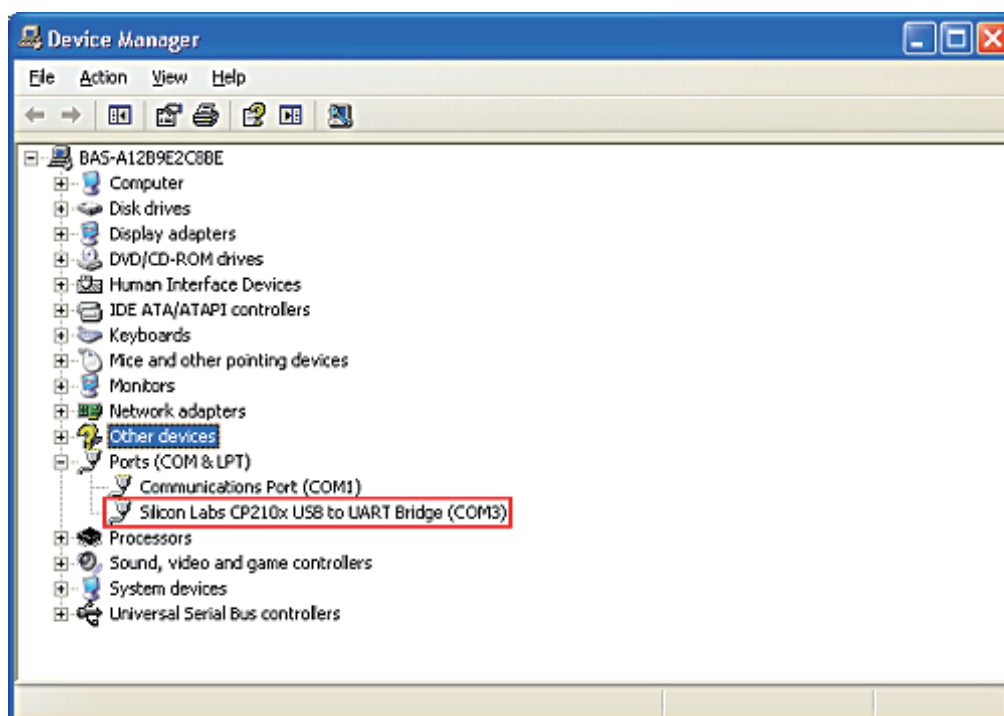 Device Manager
File Action View Help
BAS-A12B9E2C8BE
Computer
Disk drives
Display adapters
DVD/CD-ROM drives
Human Interface Devices
IDE ATA/ATAPI controllers
Keyboards
Mice and other pointing devices
Monitors
Network adapters
Other devices
Ports (COM & LPT)
Communications Port (COM1)
Silicon Labs CP210x USB to UART Bridge (COM3)
Processors
Sound, video and game controllers
System devices
Universal Serial Bus controllers